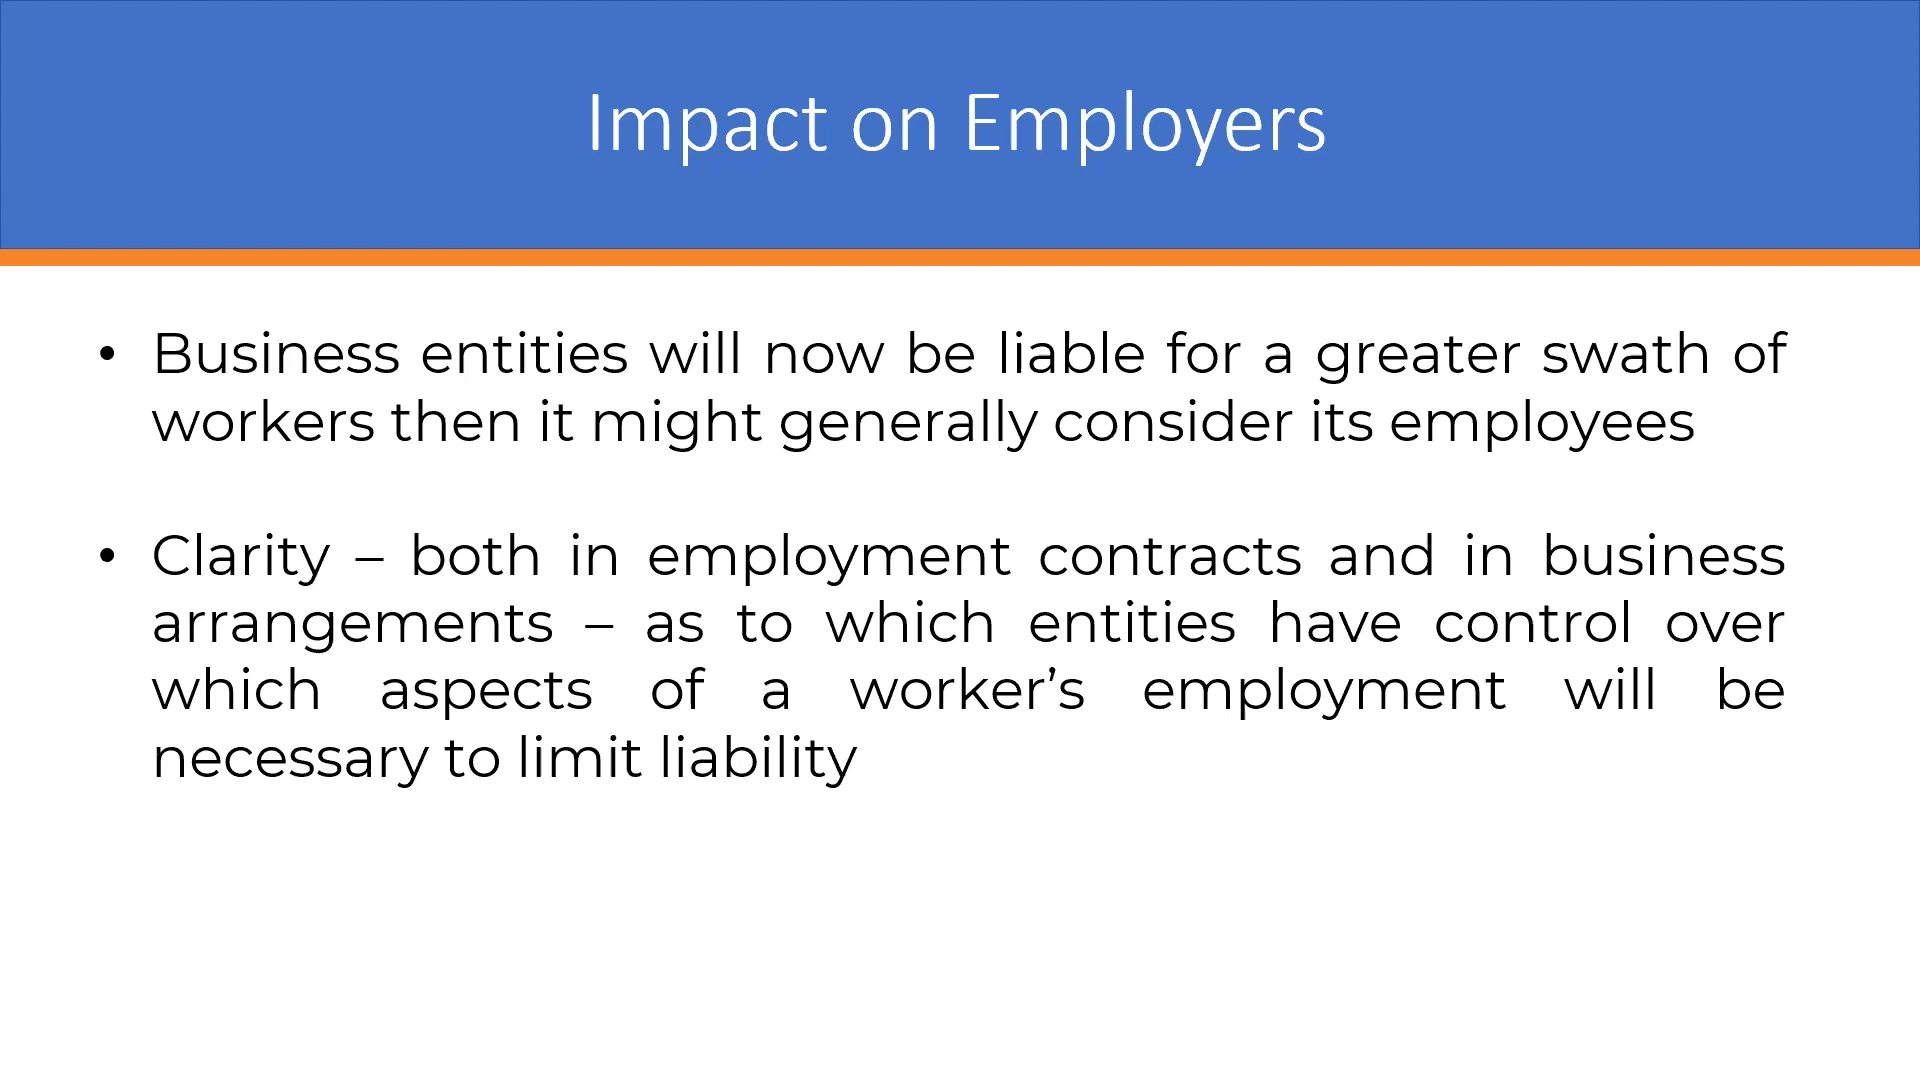 Impact on Employers
• Business entities will now be liable for a greater swath of
workers then it might generally consider its employees
• Clarity – both in employment contracts and in business
arrangements – as to which entities have control over
which aspects of a worker’s employment will be
necessary to limit liability